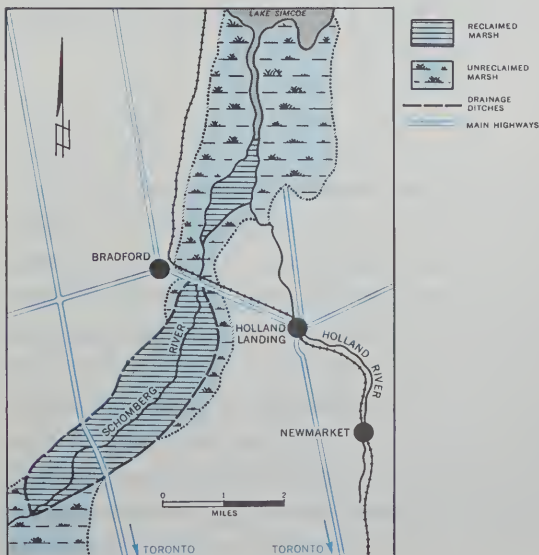 LAKE SIMCOE
RECLAIMED
MARSH
UNRECLAIMED
MARSH
DRAINAGE
DITCHES
MAIN HIGHWAYS
BRADFORD
HOLLAND
LANDING
HOLLAND RIVER
SCHOMBERG RIVER
NEWMARKET
0 1 2
MILES
TORONTO TORONTO